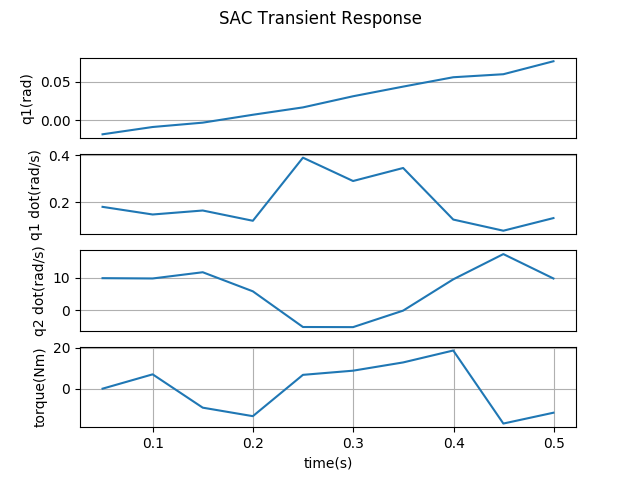 SAC Transient Response
q1(rad)
0.05
0.00
q1 dot(rad/s)
0.4
0.2
q2 dot(rad/s)
10
0
torque(Nm)
20
0
0.1 0.2 0.3 0.4 0.5
time(s)